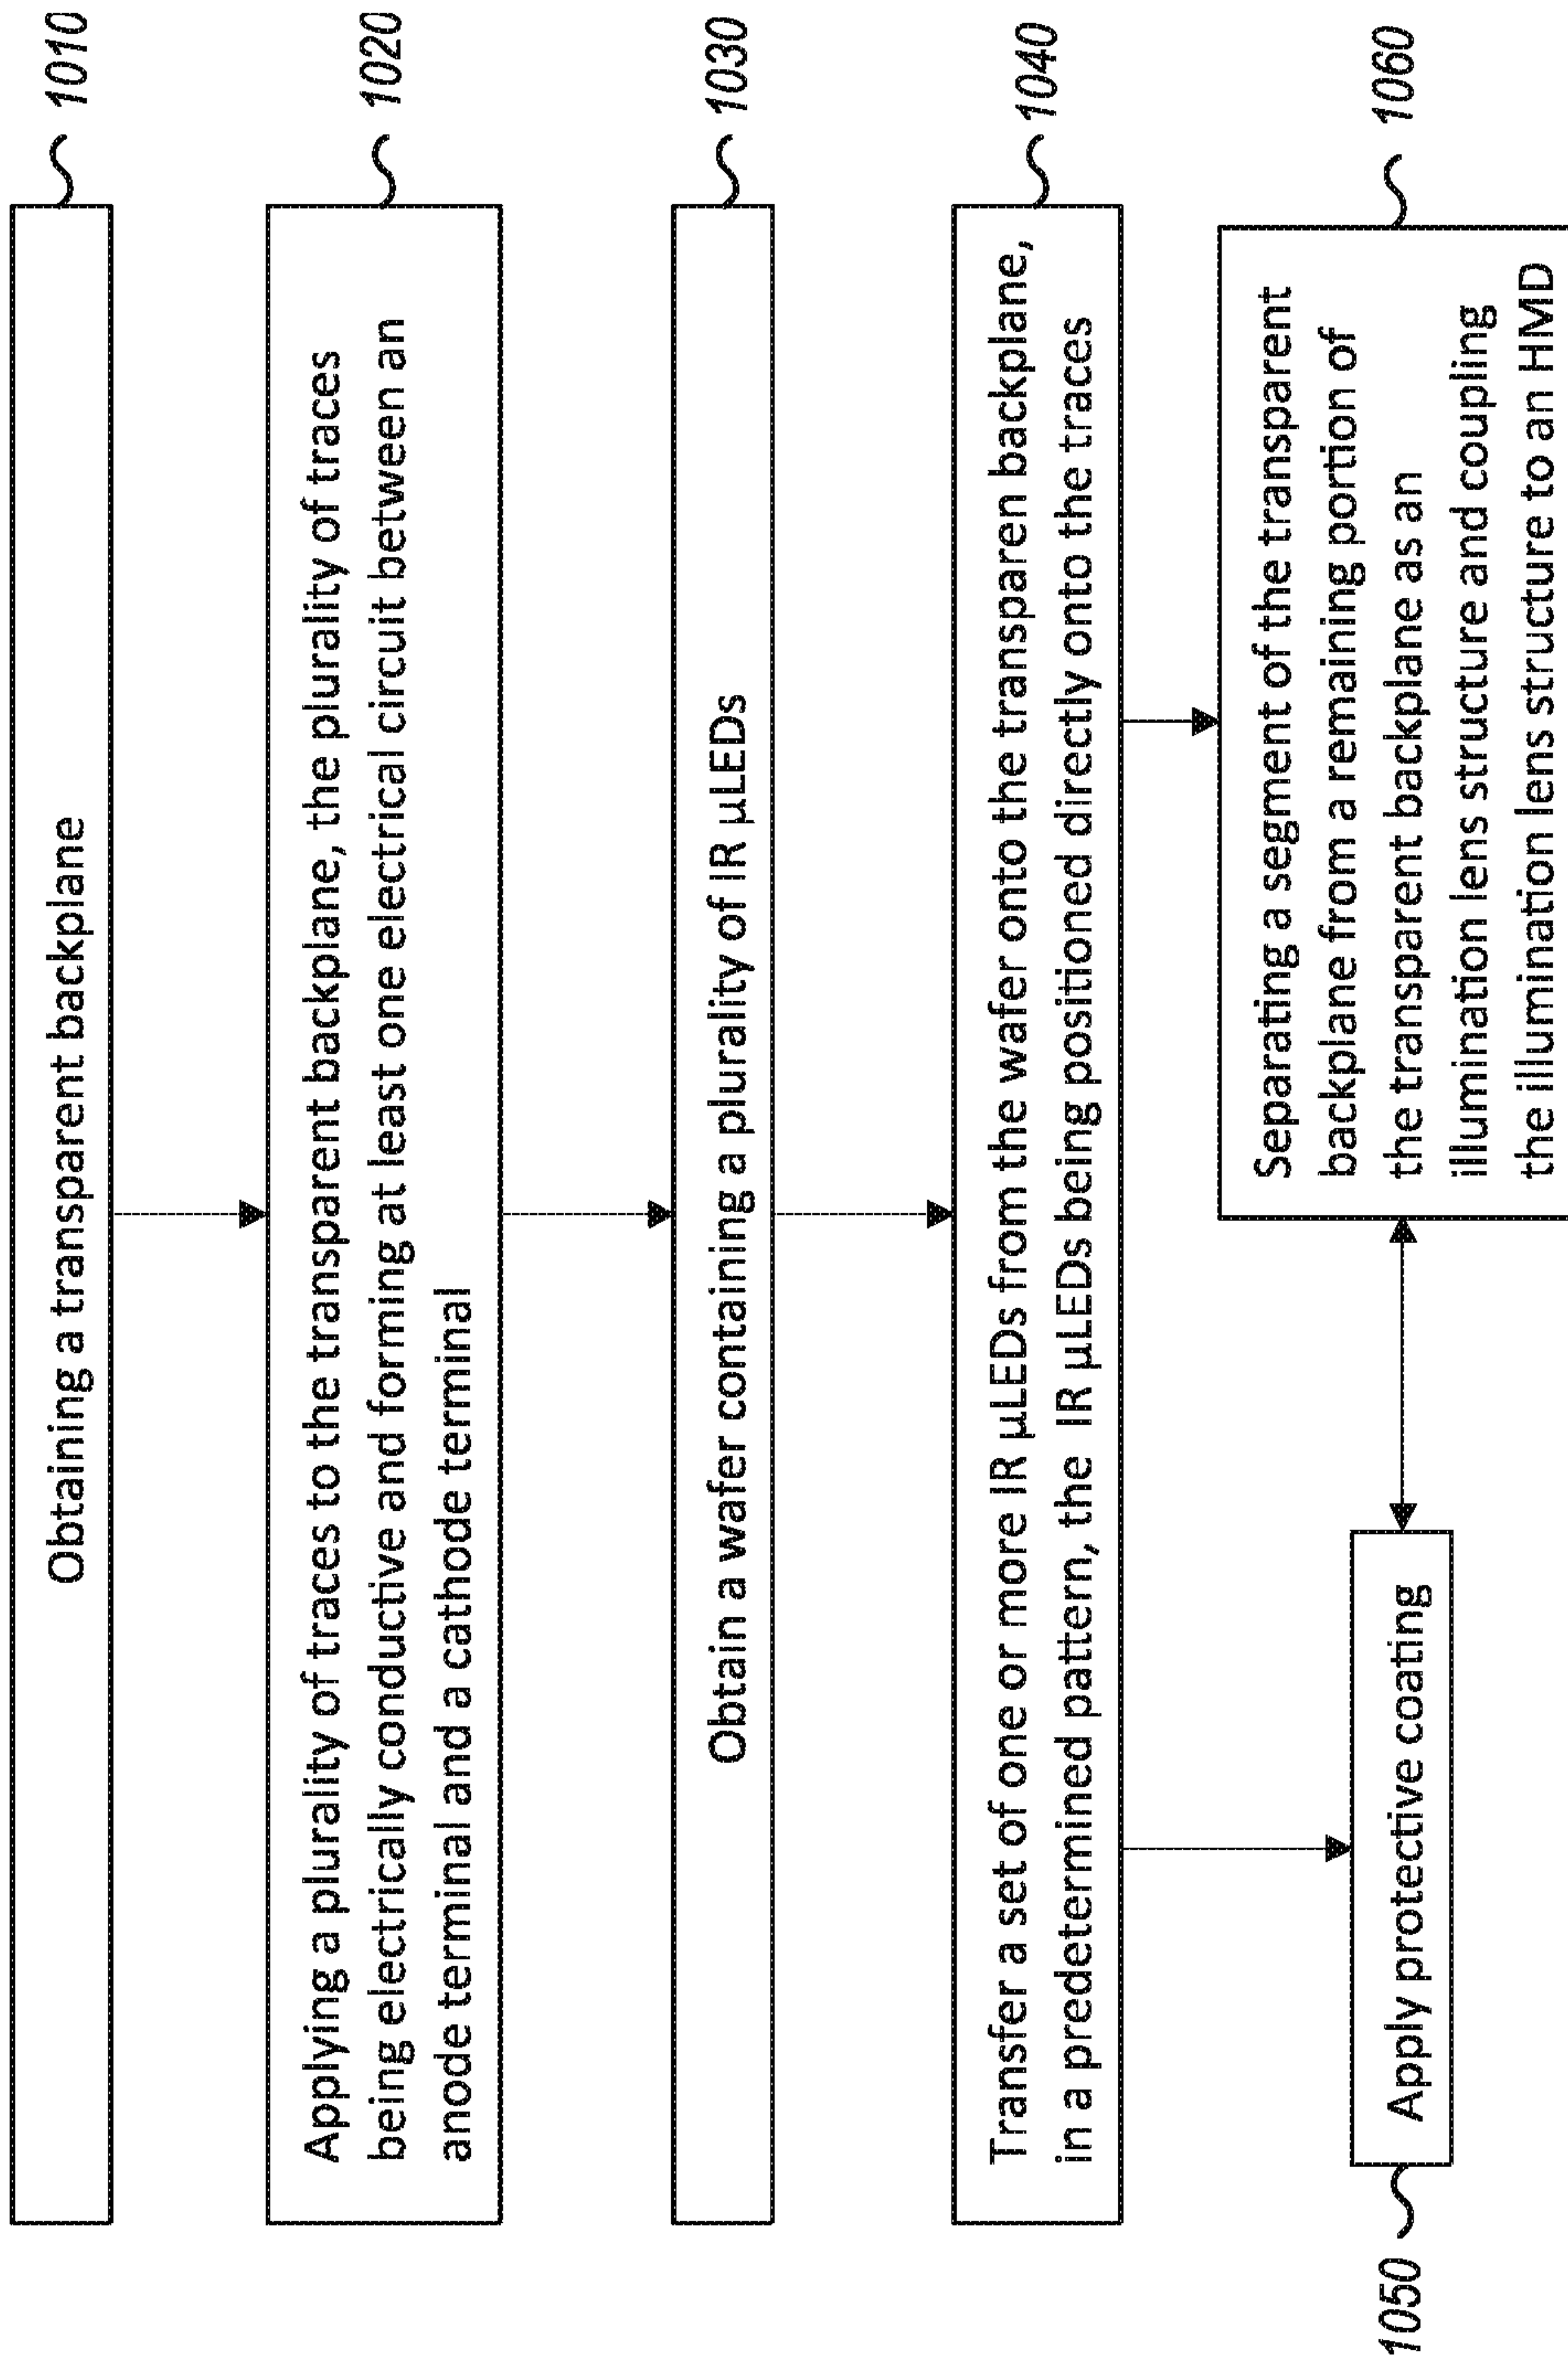 Obtaining a transparent backplane
1010
Applying a plurality of traces to the transparent backplane, the plurality of traces
being electrically conductive and forming at least one electrical circuit between an
anode terminal and a cathode terminal
1020
Obtain a wafer containing a plurality of IR µLEDs
1030
Transfer a set of one or more IR µLEDs from the wafer onto the transparen backplane,
in a predetermined pattern, the IR µLEDs being positioned directly onto the traces
1040
1050
Apply protective coating
Separating a segment of the transparent
backplane from a remaining portion of
the transparent backplane as an
illumination lens structure and coupling
the illumination lens structure to an HMD
1060